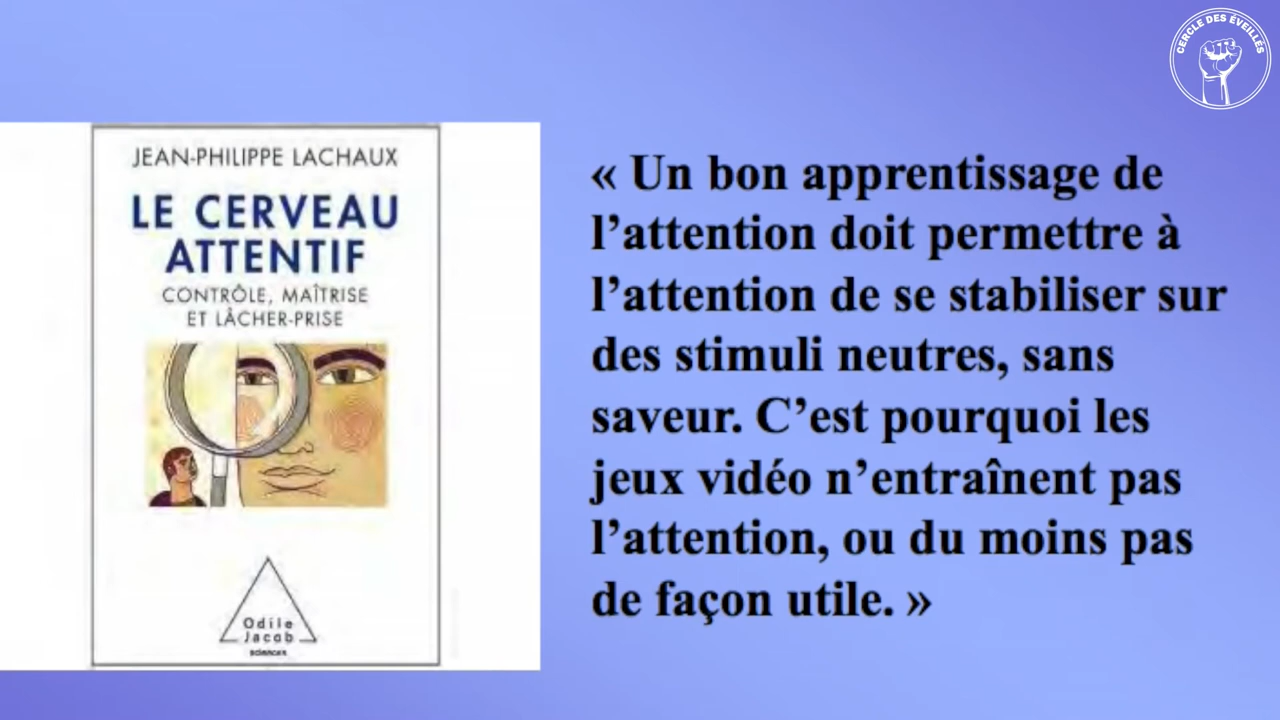 CERCLE DES ÉVEILLÉS
JEAN-PHILIPPE LACHAUX
LE CERVEAU
ATTENTIF
CONTRÔLE, MAÎTRISE
ET LÂCHER-PRISE
Odile
Jacob
SCIENCES
« Un bon apprentissage de
l’attention doit permettre à
l’attention de se stabiliser sur
des stimuli neutres, sans
saveur. C’est pourquoi les
jeux vidéo n’entraînent pas
l’attention, ou du moins pas
de façon utile. »